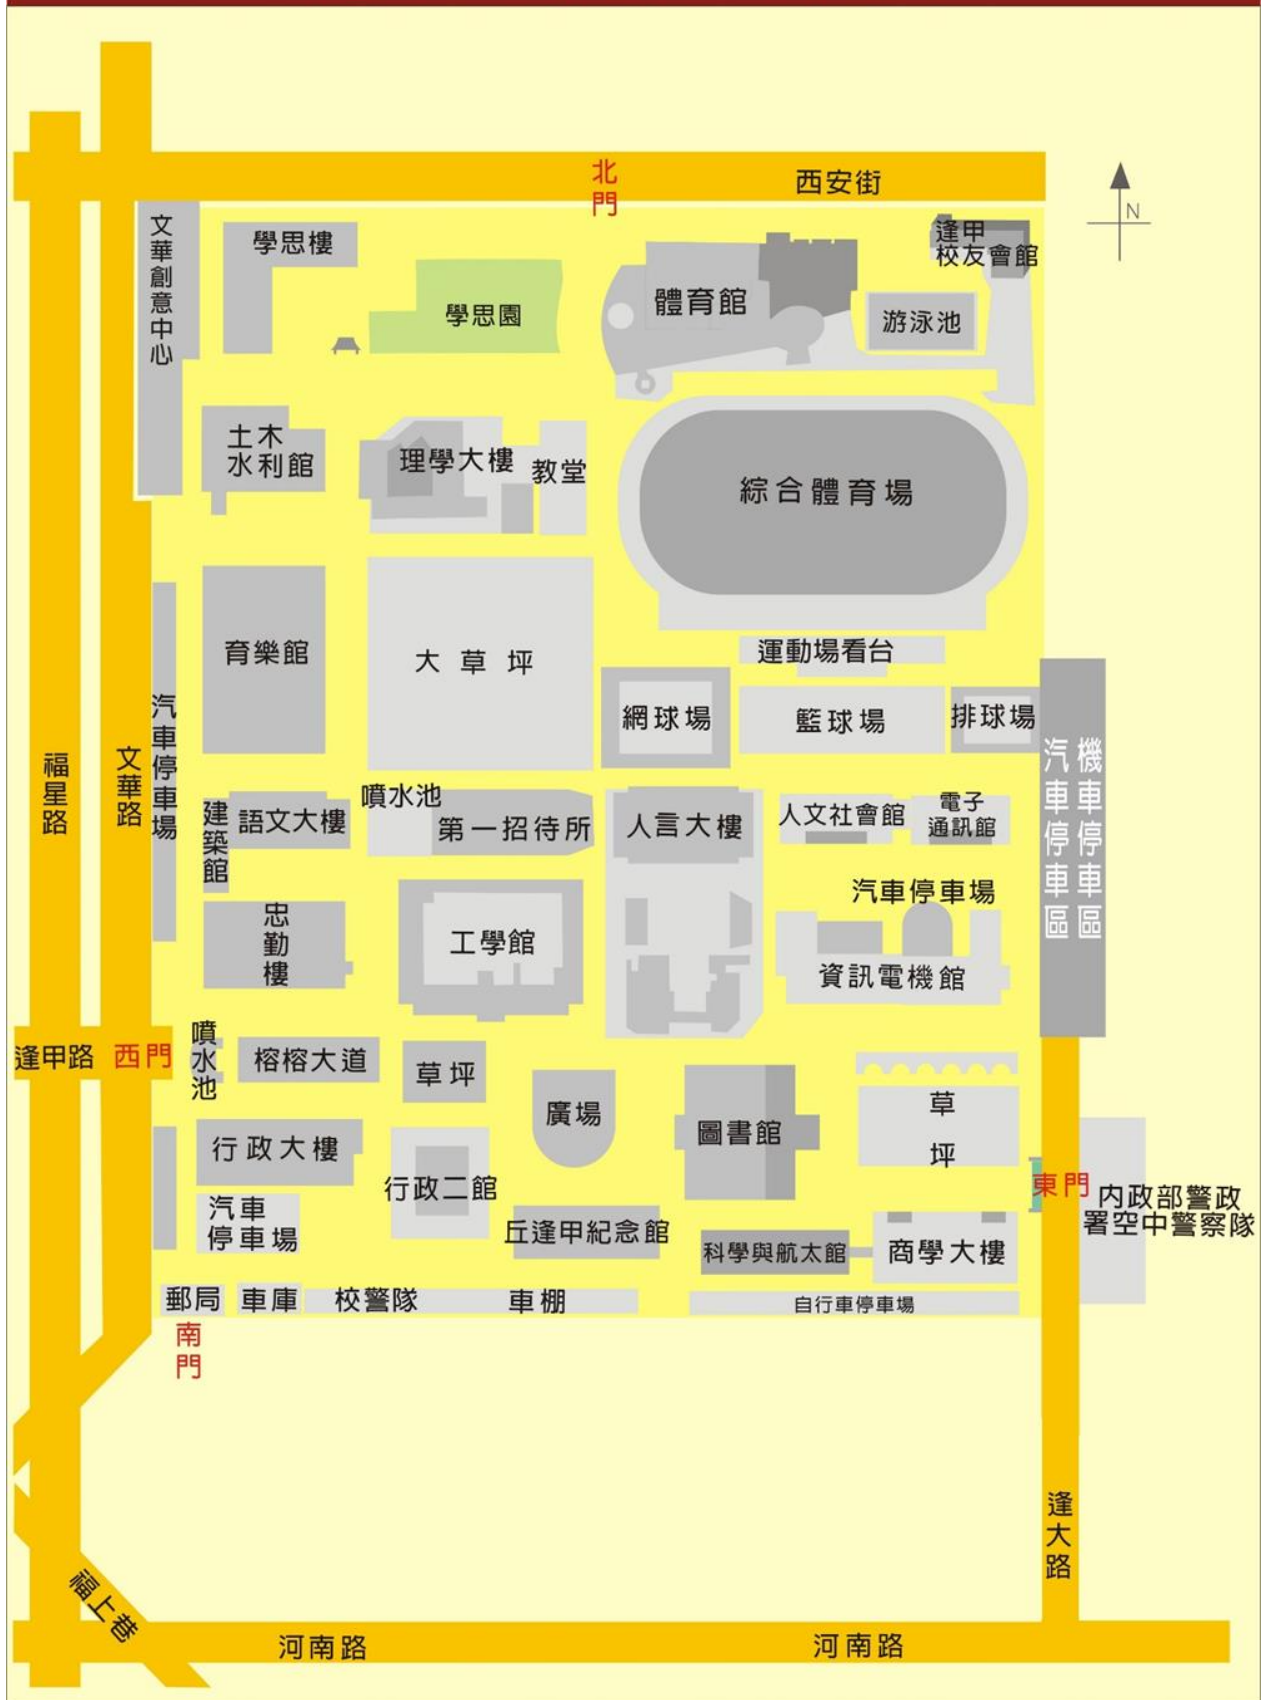 北門
西安街
N
文華創意中心
學思樓
學思園
體育館
逢甲
校友會館
游泳池
土木
水利館
理學大樓
教堂
綜合體育場
育樂館
大草坪
運動場看台
網球場
籃球場
排球場
汽車停車場
福星路
文華路
機車停車區
汽車停車區
建築館
語文大樓
噴水池
第一招待所
人言大樓
人文社會館
電子
通訊館
汽車停車場
忠勤樓
工學館
資訊電機館
逢甲路
西門
噴水池
榕榕大道
草坪
廣場
圖書館
草坪
行政大樓
行政二館
東門
內政部警政
署空中警察隊
汽車
停車場
丘逢甲紀念館
科學與航太館
商學大樓
郵局
車庫
校警隊
車棚
自行車停車場
南門
逢大路
福上巷
河南路
河南路